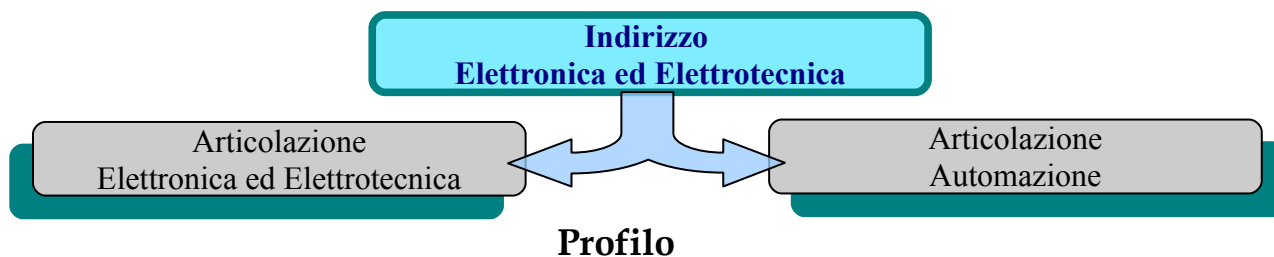 Indirizzo
Elettronica ed Elettrotecnica
Articolazione
Elettronica ed Elettrotecnica
Articolazione
Automazione
Profilo